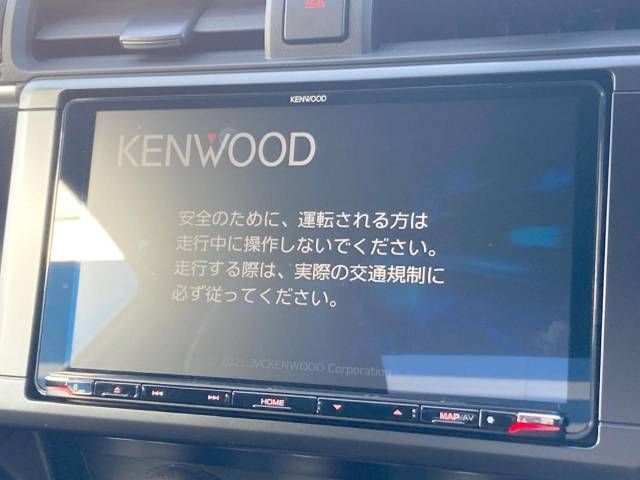 KENWOOD
KENWOOD
安全のために、運転される方は
走行中に操作しないでください。
走行する際は、実際の交通規制に
必ず従ってください。
JVCKENWOOD Corporation
HOME
MAP/AV